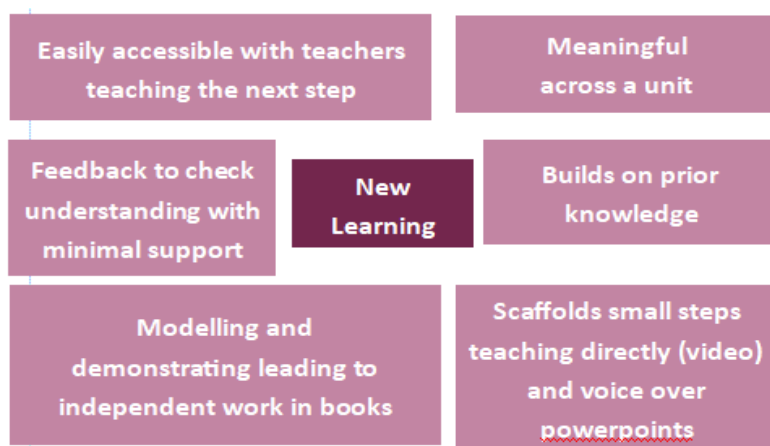 Easily accessible with teachers
teaching the next step
Meaningful
across a unit
Feedback to check
understanding with
minimal support
New
Learning
Builds on prior
knowledge
Modelling and
demonstrating leading to
independent work in books
Scaffolds small steps
teaching directly (video)
and voice over
powerpoints